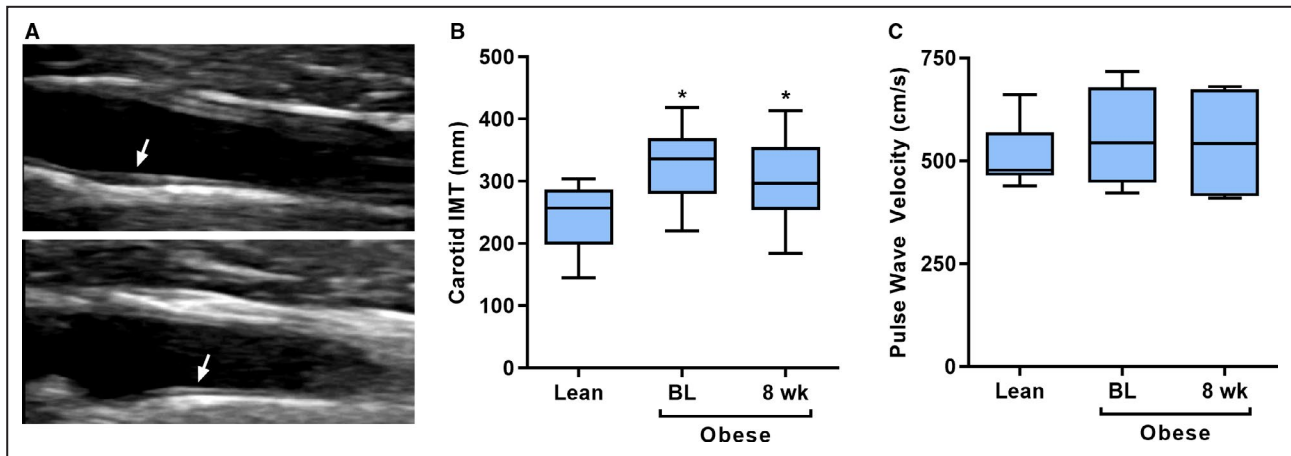 A
B
Carotid IMT (mm)
500
400
300
200
100
0
*
*
Lean
BL
8 wk
Obese
C
Pulse Wave Velocity (cm/s)
750
500
250
0
Lean
BL
8 wk
Obese